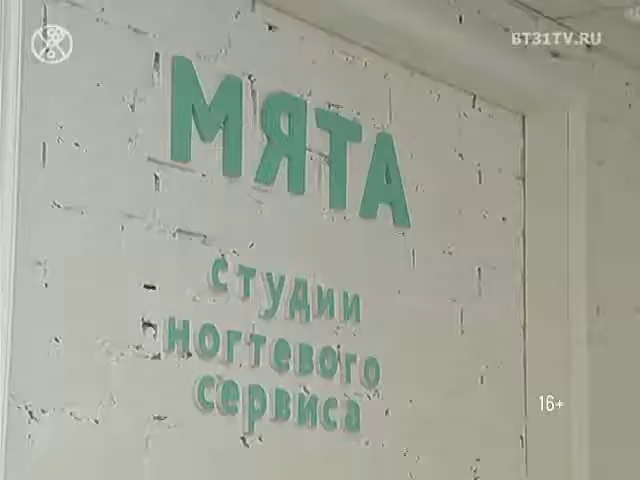 BT31TV.RU
МЯТА
студии
ногтевого
сервиса
16+